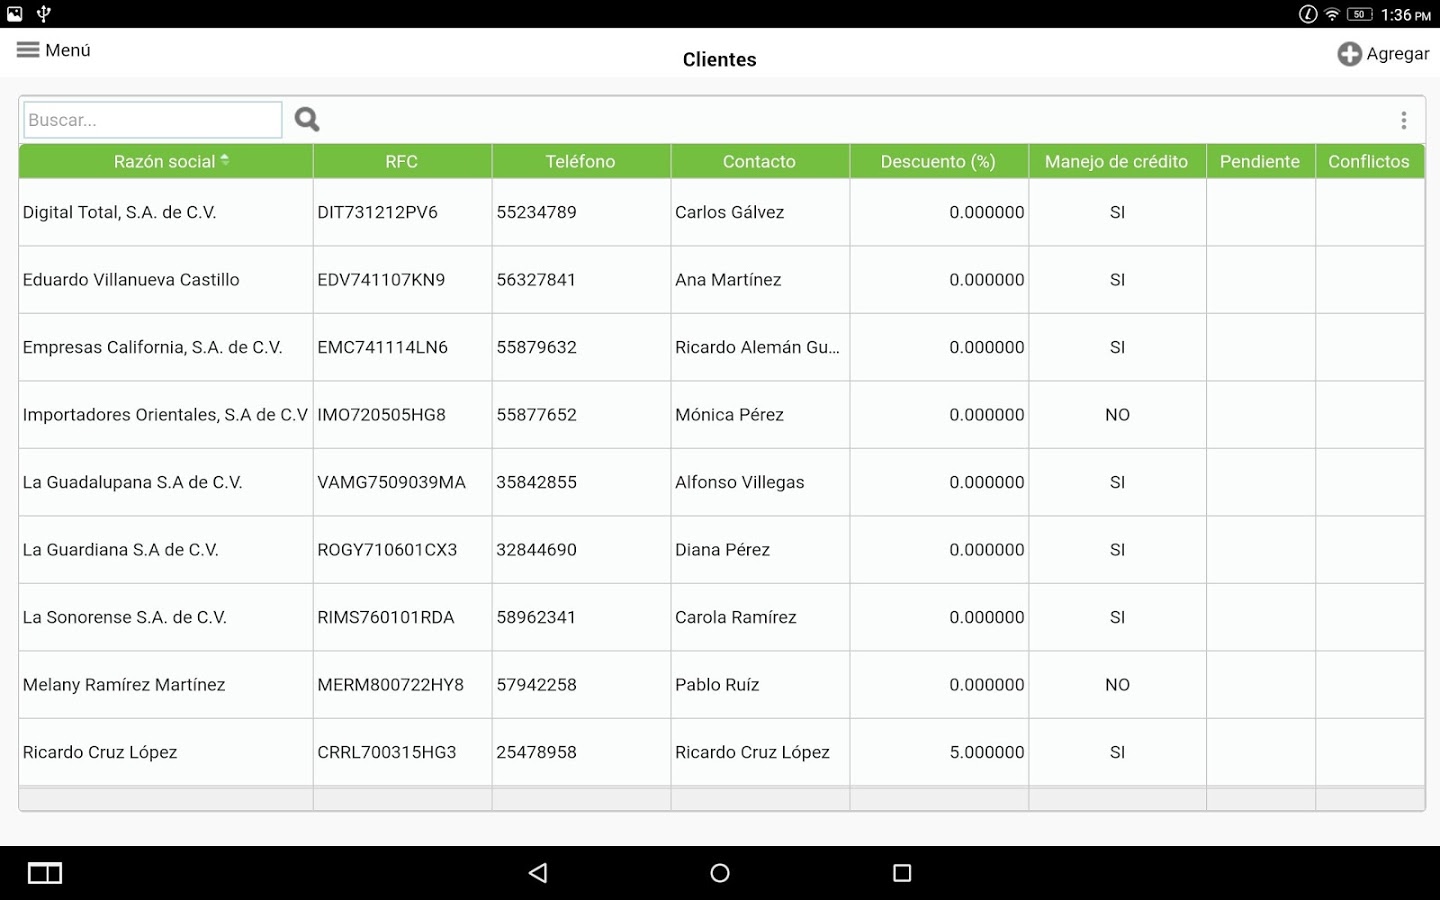 50 1:36 PM
Menú
Clientes
Agregar
Buscar...
Razón social RFC Teléfono Contacto Descuento (%) Manejo de crédito Pendiente Conflictos
Digital Total, S.A. de C.V. DIT731212PV6 55234789 Carlos Gálvez 0.000000 SI
Eduardo Villanueva Castillo EDV741107KN9 56327841 Ana Martínez 0.000000 SI
Empresas California, S.A. de C.V. EMC741114LN6 55879632 Ricardo Alemán Gu... 0.000000 SI
Importadores Orientales, S.A de C.V IMO720505HG8 55877652 Mónica Pérez 0.000000 NO
La Guadalupana S.A de C.V. VAMG7509039MA 35842855 Alfonso Villegas 0.000000 SI
La Guardiana S.A de C.V. ROGY710601CX3 32844690 Diana Pérez 0.000000 SI
La Sonorense S.A. de C.V. RIMS760101RDA 58962341 Carola Ramírez 0.000000 SI
Melany Ramírez Martínez MERM800722HY8 57942258 Pablo Ruíz 0.000000 NO
Ricardo Cruz López CRRL700315HG3 25478958 Ricardo Cruz López 5.000000 SI